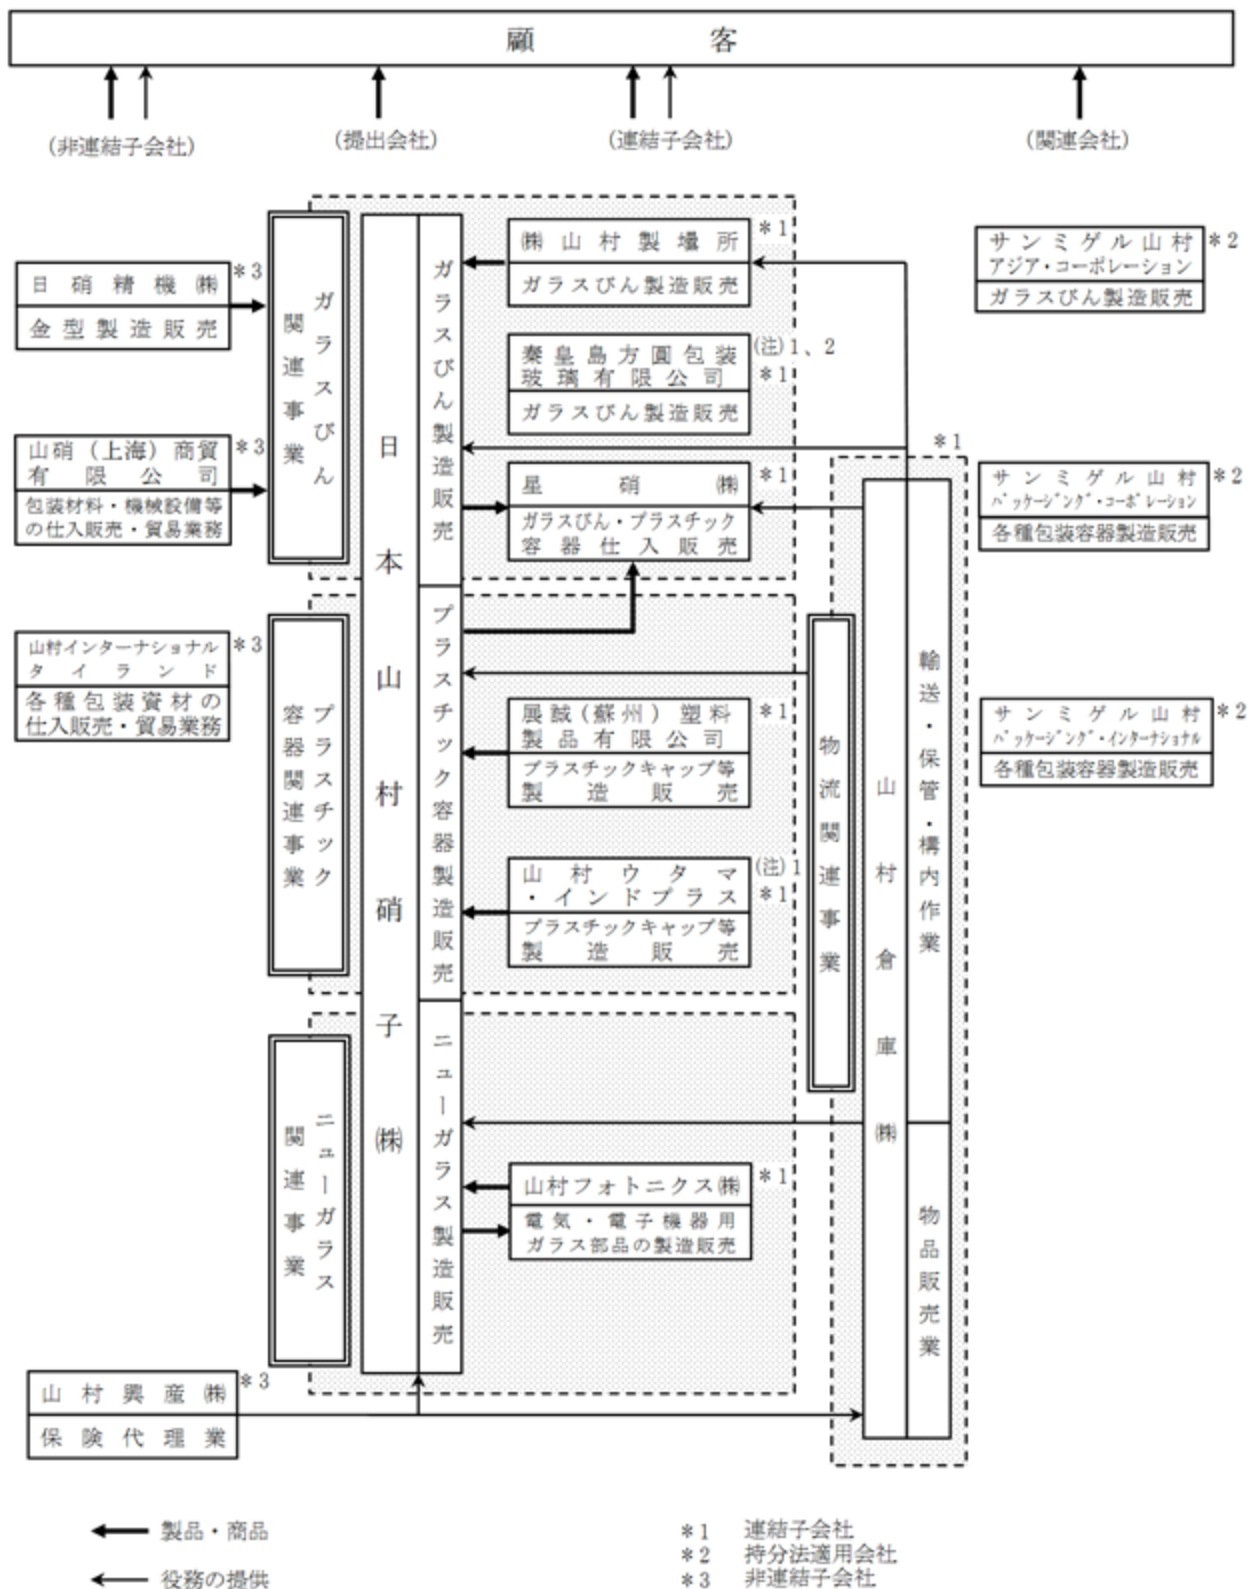 顧客
(非連結子会社)
(提出会社)
(連結子会社)
(関連会社)
日硝精機㈱
*3
金型製造販売
山硝（上海）商貿
有限公司
*3
包装材料・機械設備等
の仕入販売・貿易業務
山村インターナショナル
タイランド
*3
各種包装資材の
仕入販売・貿易業務
山村興産㈱
*3
保険代理業
ガラスびん
関連事業
プラスチック
容器関連事業
ニューガラス
関連事業
日本山村硝子㈱
ガラスびん製造販売
プラスチック容器製造販売
ニューガラス製造販売
㈱山村製壜所
*1
ガラスびん製造販売
秦皇島方圓包装
玻璃有限公司
(注)1、2
*1
ガラスびん製造販売
星硝㈱
*1
ガラスびん・プラスチック
容器仕入販売
展誠(蘇州)塑料
製品有限公司
*1
プラスチックキャップ等
製造販売
山村ウタマ
・インドプラス
(注)1
*1
プラスチックキャップ等
製造販売
山村フォトニクス㈱
*1
電気・電子機器用
ガラス部品の製造販売
物流関連事業
*1
山村倉庫㈱
輸送・保管・構内作業
物品販売業
サンミゲル山村
アジア・コーポレーション
*2
ガラスびん製造販売
サンミゲル山村
ﾊﾟｯｹｰｼﾞﾝｸﾞ・ｺｰﾎﾟﾚｰｼｮﾝ
*2
各種包装容器製造販売
サンミゲル山村
ﾊﾟｯｹｰｼﾞﾝｸﾞ・ｲﾝﾀｰﾅｼｮﾅﾙ
*2
各種包装容器製造販売
製品・商品
役務の提供
*1 連結子会社
*2 持分法適用会社
*3 非連結子会社